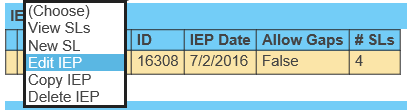 IE
(Choose)
View SLs
New SL
Edit IEP
Copy IEP
Delete IEP
ID IEP Date Allow Gaps # SLs
16308 7/2/2016 False 4